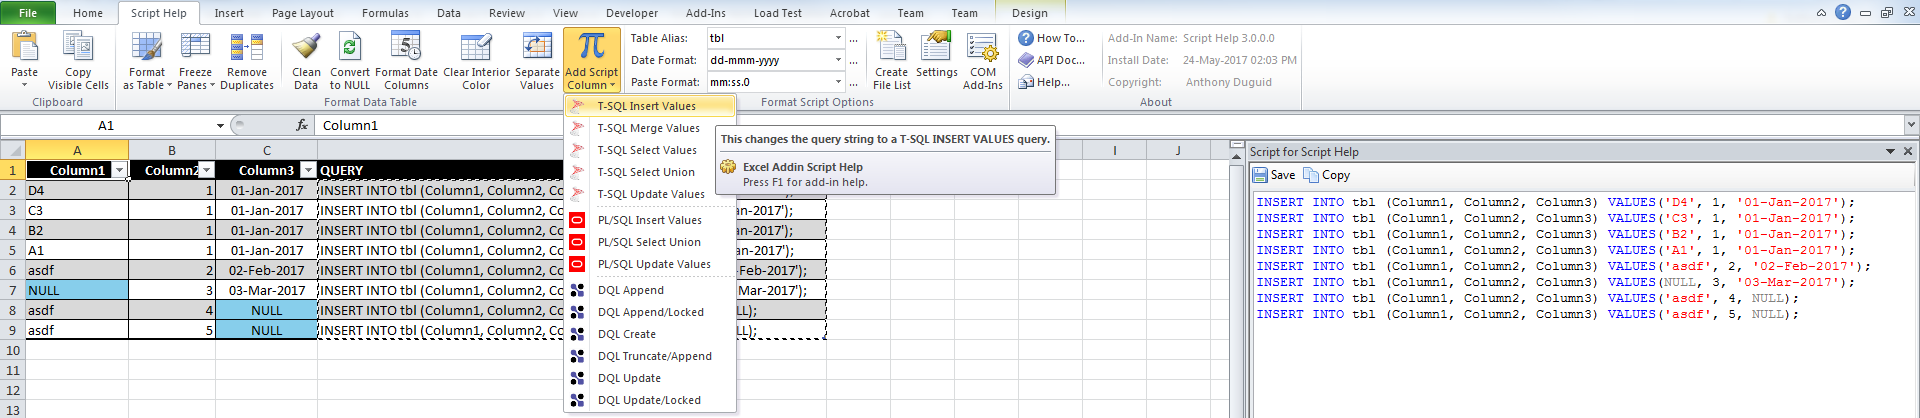 File Home Script Help Insert Page Layout Formulas Data Review View Developer Add-Ins Load Test Acrobat Team Team Design
Paste Copy Visible Cells Format as Table Freeze Panes Remove Duplicates Clean Data Convert to NULL Format Date Columns Clear Interior Color Separate Values Add Script Column
Table Alias: tbl ...
Date Format: dd-mmm-yyyy ...
Paste Format: mm:ss.0 ...
Create File List Settings COM Add-Ins
How To...
API Doc...
Help...
Add-In Name: Script Help 3.0.0.0
Install Date: 24-May-2017 02:03 PM
Copyright: Anthony Duguid
Clipboard Format Data Table Format Script Options About
A1 fx Column1
A B C I J
1 Column1 Column2 Column3 QUERY
2 D4 1 01-Jan-2017 INSERT INTO tbl (Column1, Column2, Co
3 C3 1 01-Jan-2017 INSERT INTO tbl (Column1, Column2, Co an-2017');
4 B2 1 01-Jan-2017 INSERT INTO tbl (Column1, Column2, Co an-2017');
5 A1 1 01-Jan-2017 INSERT INTO tbl (Column1, Column2, Co an-2017');
6 asdf 2 02-Feb-2017 INSERT INTO tbl (Column1, Column2, Co -Feb-2017');
7 NULL 3 03-Mar-2017 INSERT INTO tbl (Column1, Column2, Co Mar-2017');
8 asdf 4 NULL INSERT INTO tbl (Column1, Column2, Co LL);
9 asdf 5 NULL INSERT INTO tbl (Column1, Column2, Co LL);
10
11
12
13
T-SQL Insert Values
T-SQL Merge Values
T-SQL Select Values
T-SQL Select Union
T-SQL Update Values
PL/SQL Insert Values
PL/SQL Select Union
PL/SQL Update Values
DQL Append
DQL Append/Locked
DQL Create
DQL Truncate/Append
DQL Update
DQL Update/Locked
This changes the query string to a T-SQL INSERT VALUES query.
Excel Addin Script Help
Press F1 for add-in help.
Script for Script Help
Save Copy
INSERT INTO tbl (Column1, Column2, Column3) VALUES('D4', 1, '01-Jan-2017');
INSERT INTO tbl (Column1, Column2, Column3) VALUES('C3', 1, '01-Jan-2017');
INSERT INTO tbl (Column1, Column2, Column3) VALUES('B2', 1, '01-Jan-2017');
INSERT INTO tbl (Column1, Column2, Column3) VALUES('A1', 1, '01-Jan-2017');
INSERT INTO tbl (Column1, Column2, Column3) VALUES('asdf', 2, '02-Feb-2017');
INSERT INTO tbl (Column1, Column2, Column3) VALUES(NULL, 3, '03-Mar-2017');
INSERT INTO tbl (Column1, Column2, Column3) VALUES('asdf', 4, NULL);
INSERT INTO tbl (Column1, Column2, Column3) VALUES('asdf', 5, NULL);